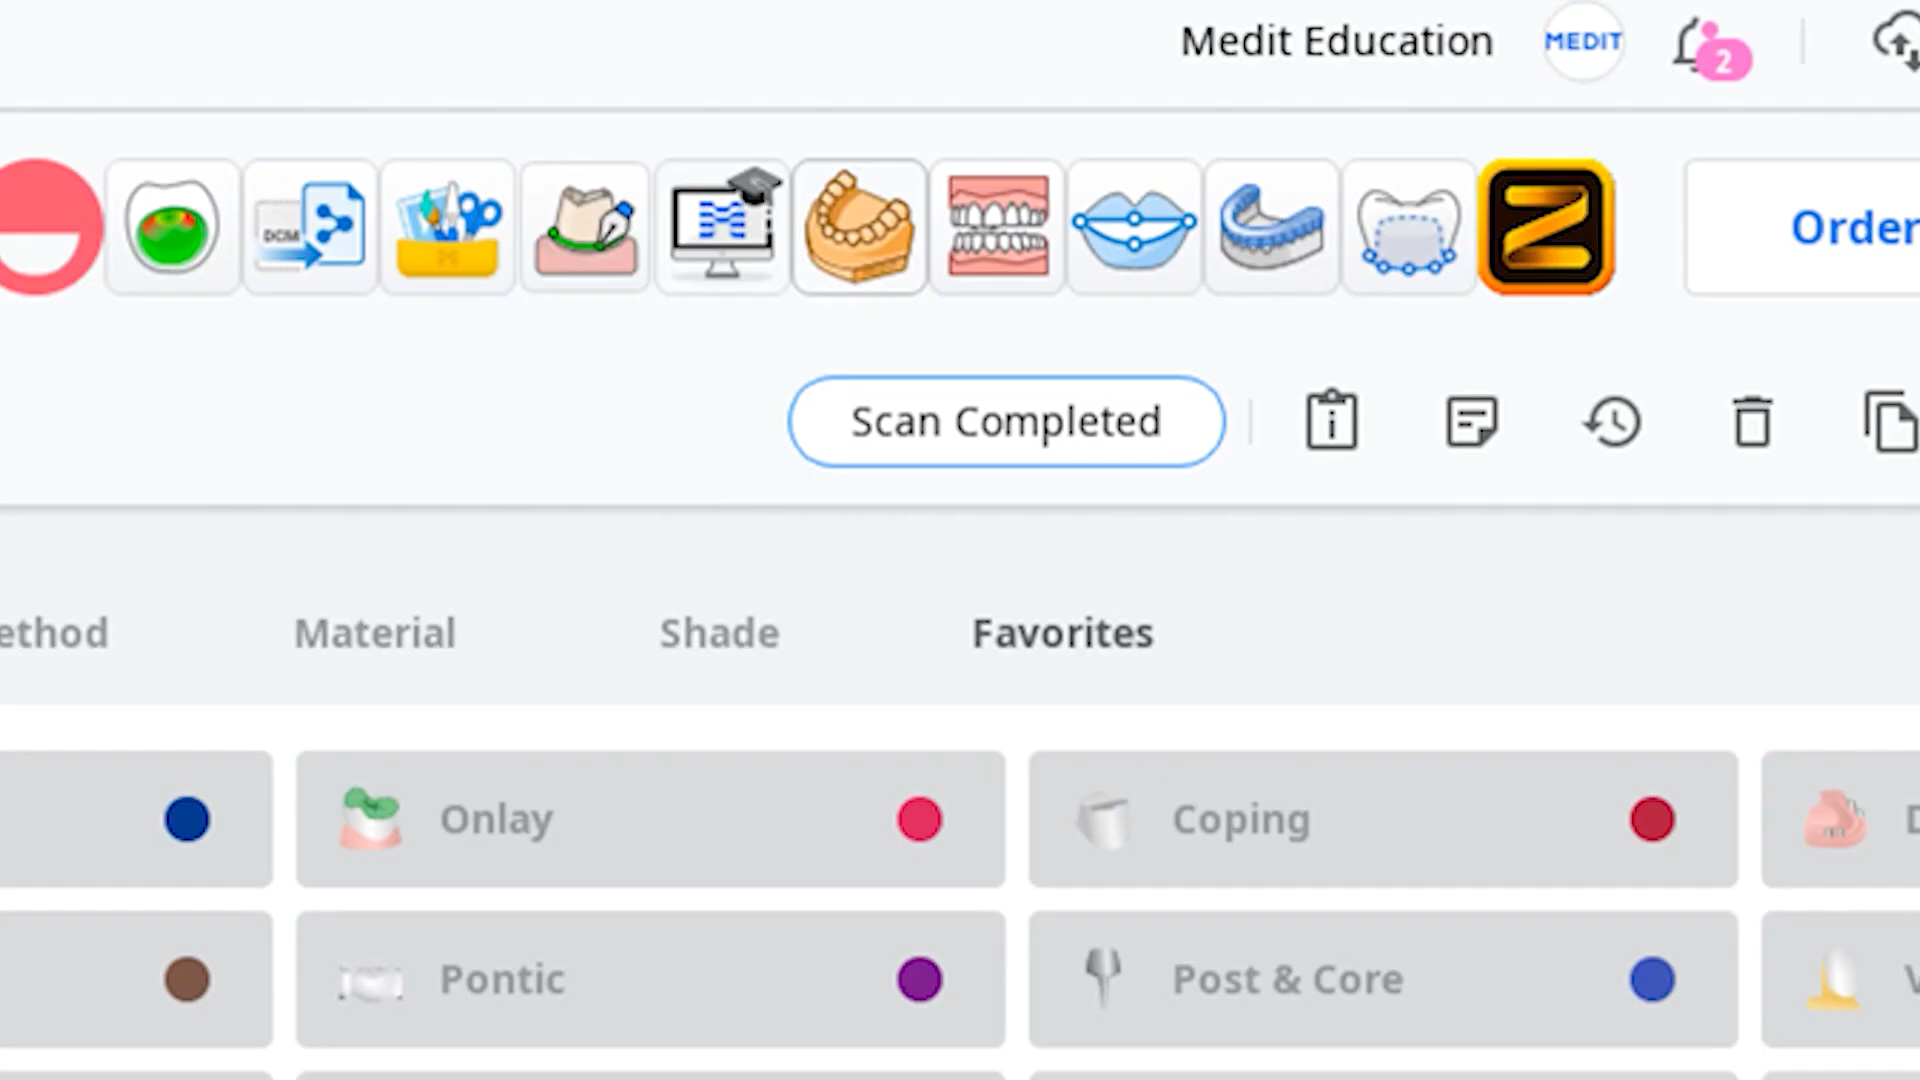 Medit Education MEDIT 2
DCM Order
Scan Completed
ethod Material Shade Favorites
Onlay Coping D
Pontic Post & Core V